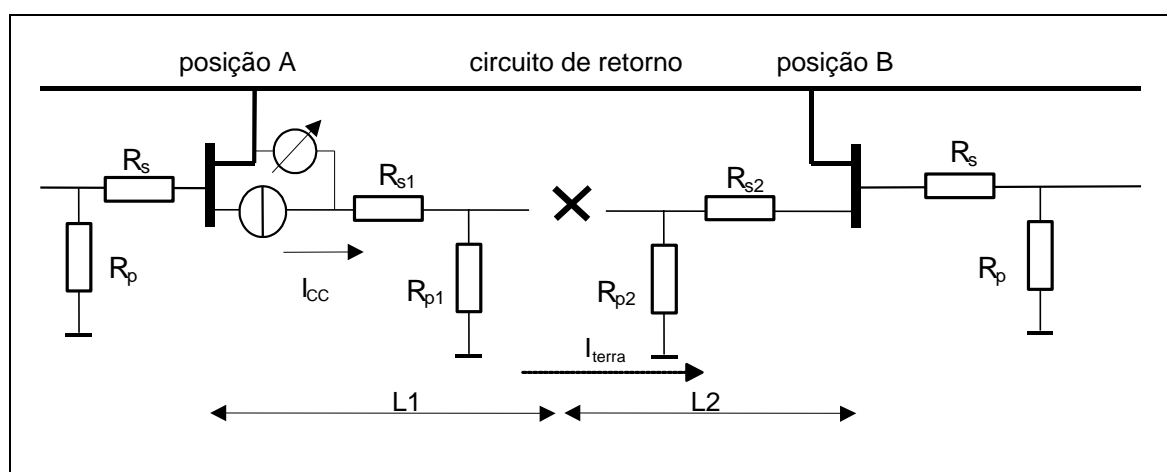 posição A
circuito de retorno
posição B
Rs
Rs1
Rs2
Rs
Rp
ICC
Rp1
Rp2
Rp
Iterra
L1
L2